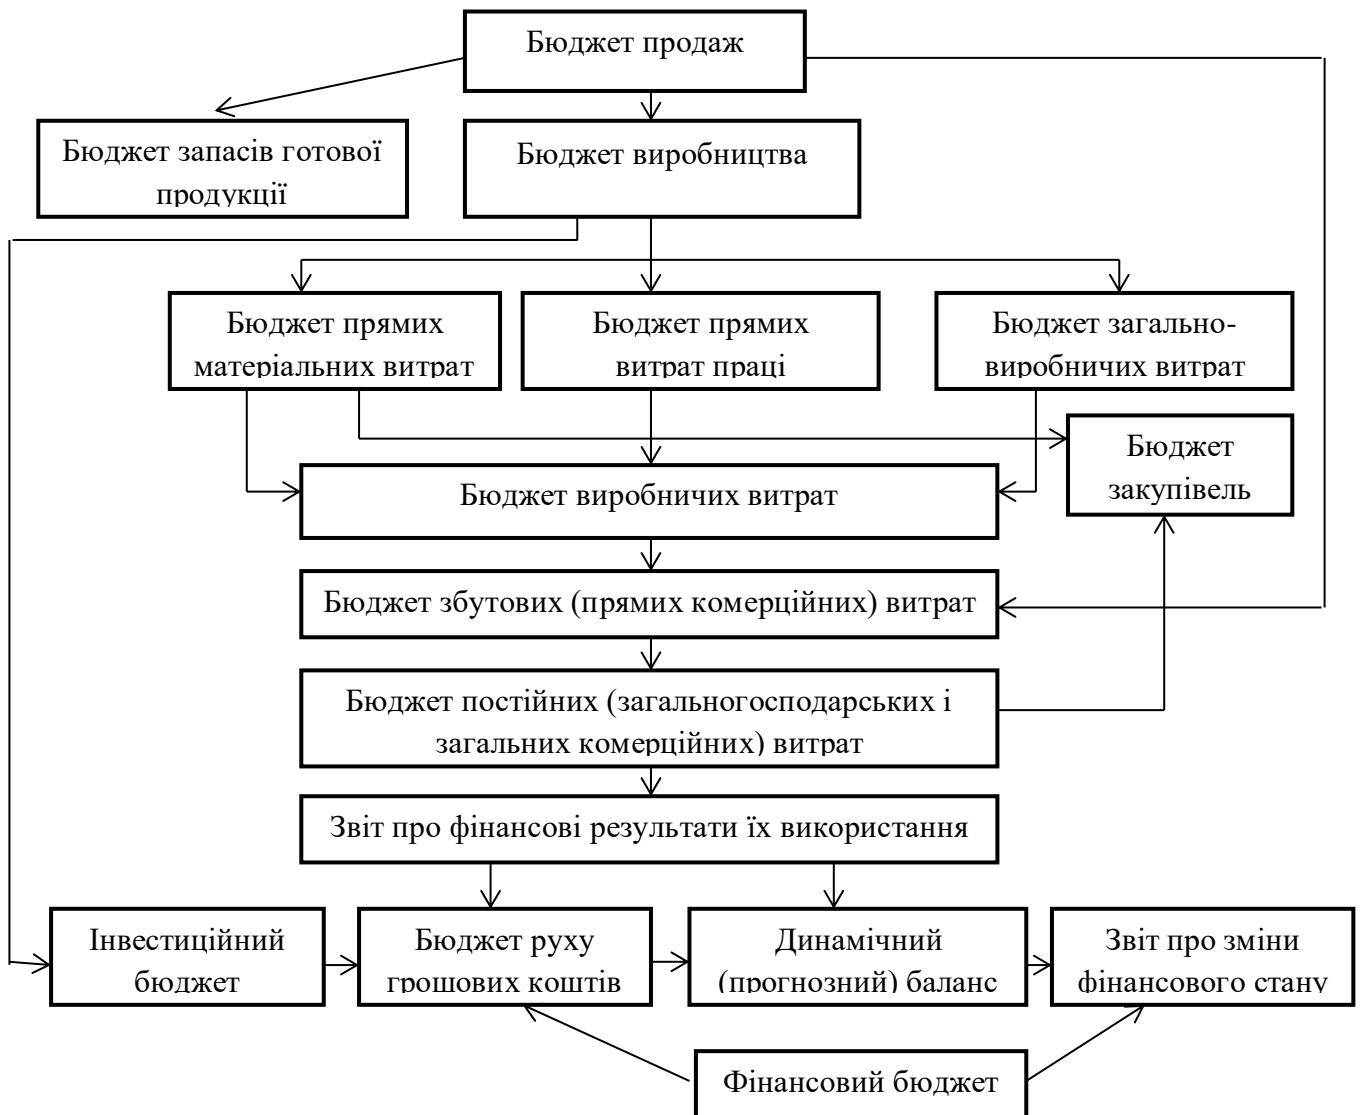 Бюджет продаж
Бюджет запасів готової
продукції
Бюджет виробництва
Бюджет прямих
матеріальних витрат
Бюджет прямих
витрат праці
Бюджет загально-
виробничих витрат
Бюджет
закупівель
Бюджет виробничих витрат
Бюджет збутових (прямих комерційних) витрат
Бюджет постійних (загальногосподарських і
загальних комерційних) витрат
Звіт про фінансові результати їх використання
Інвестиційний
бюджет
Бюджет руху
грошових коштів
Динамічний
(прогнозний) баланс
Звіт про зміни
фінансового стану
Фінансовий бюджет